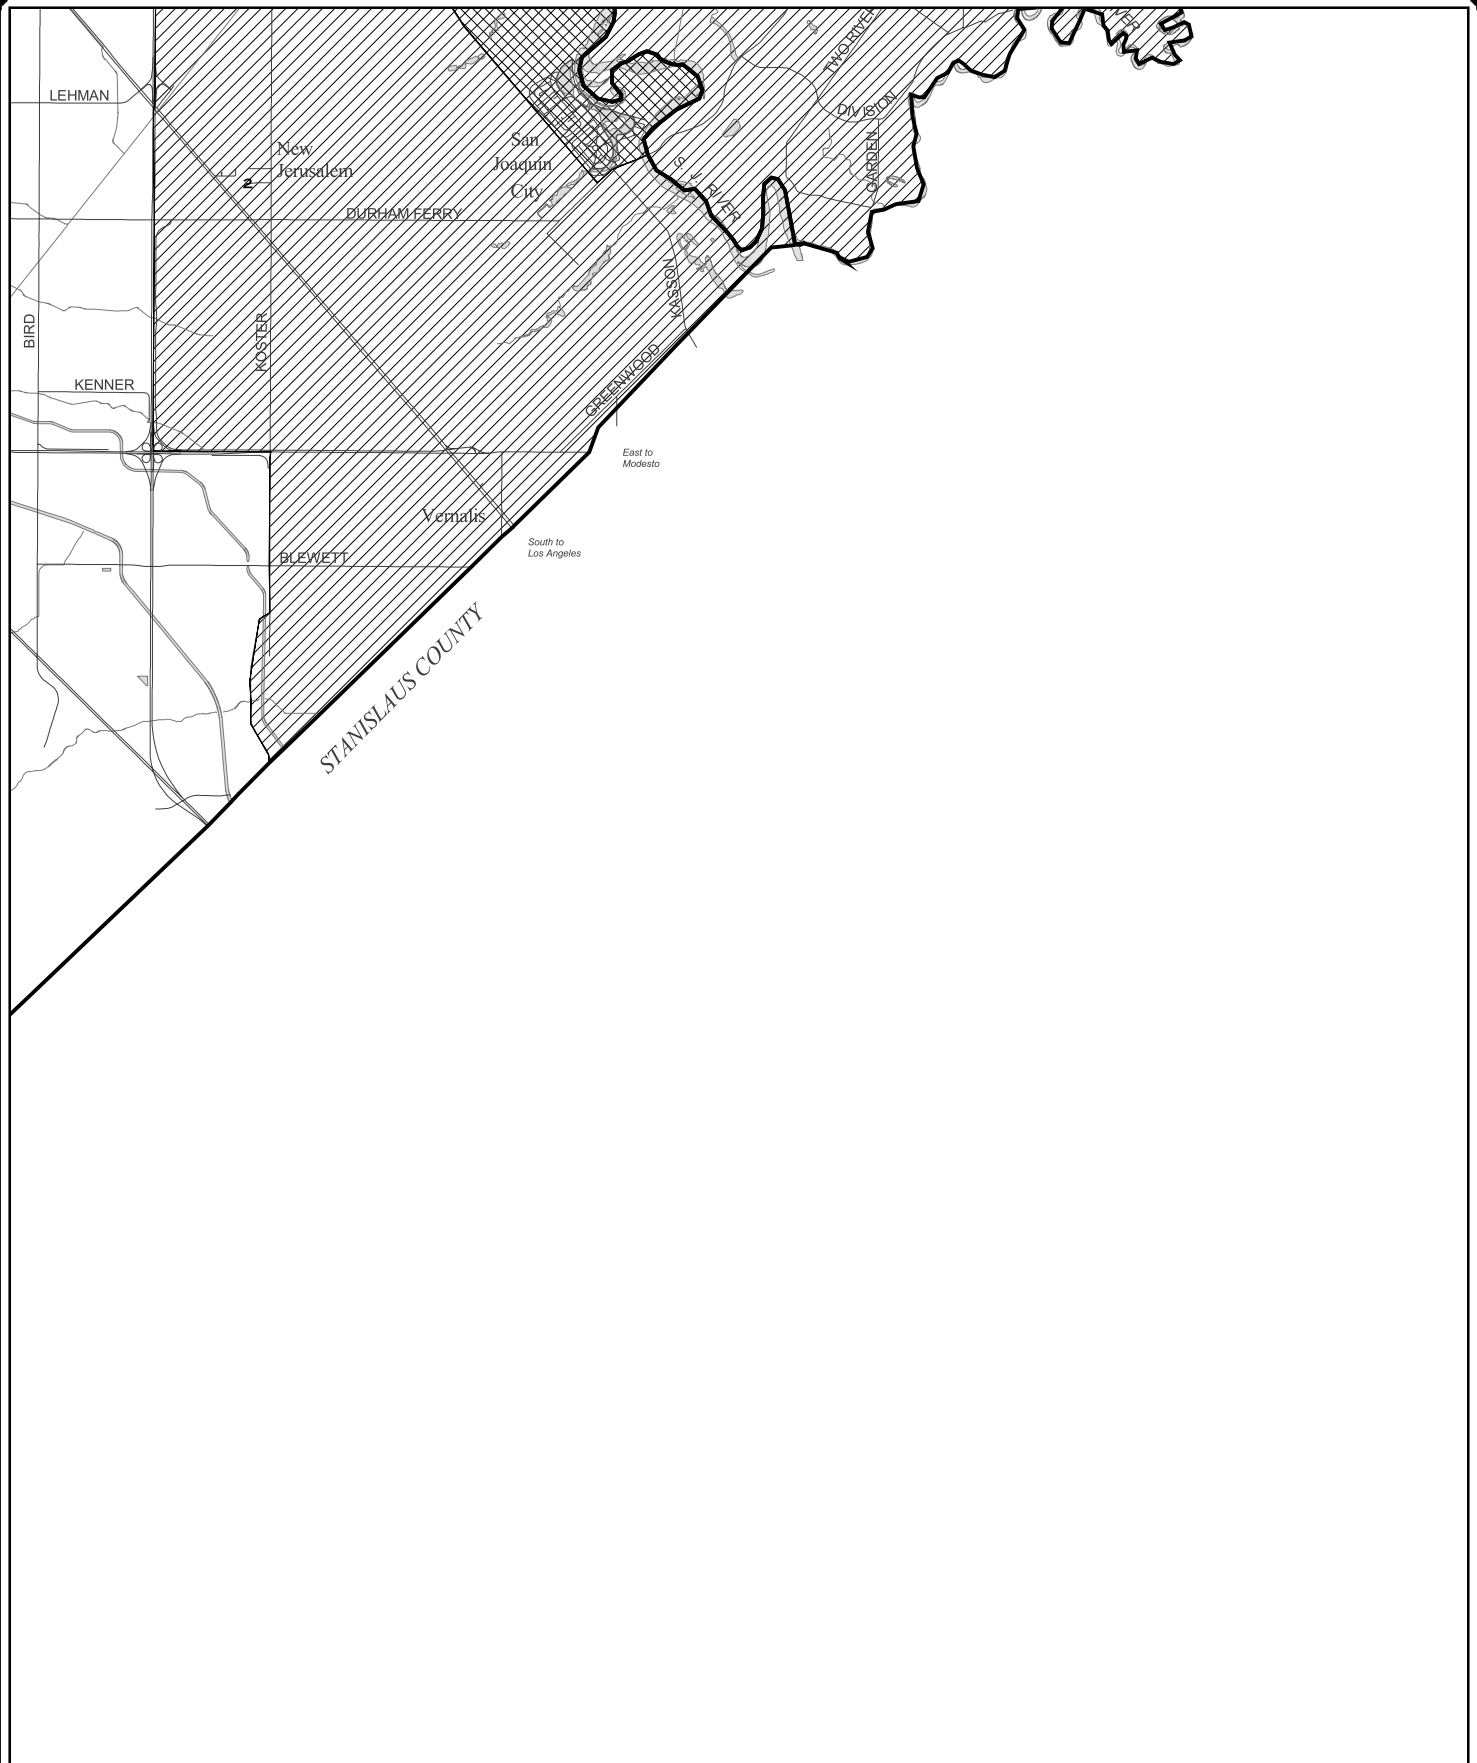 LEHMAN
New
Jerusalem
2
San
Joaquin
City
TWO RIVER
DIVISION
GARDEN
S. J. RIVER
DURHAM FERRY
KASSON
BIRD
KOSTER
KENNER
GREENWOOD
East to
Modesto
Vernalis
South to
Los Angeles
BLEWETT
STANISLAUS COUNTY